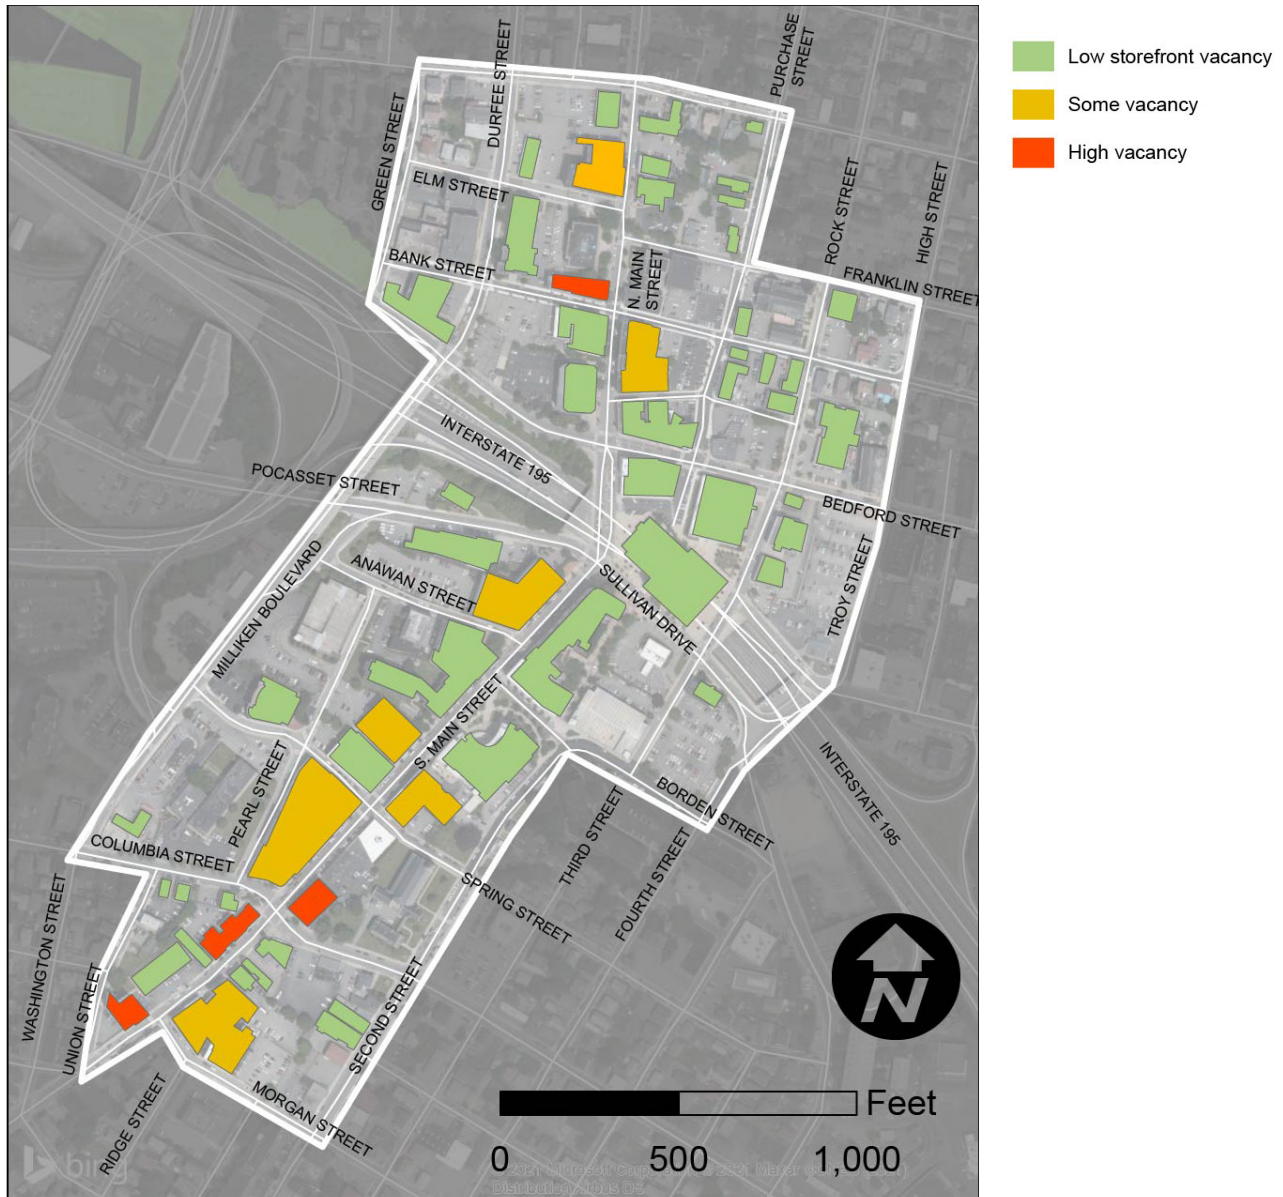 Low storefront vacancy
Some vacancy
High vacancy
PURCHASE
STREET
DURFEE STREET
GREEN STREET
ELM STREET
ROCK STREET
HIGH STREET
BANK STREET
N. MAIN
STREET
FRANKLIN STREET
INTERSTATE 195
POCASSET STREET
BEDFORD STREET
ANAWAN STREET
SULLIVAN DRIVE
TROY STREET
MILLIKEN BOULEVARD
S. MAIN STREET
PEARL STREET
INTERSTATE 195
BORDEN STREET
THIRD STREET
COLUMBIA STREET
FOURTH STREET
SPRING STREET
WASHINGTON STREET
UNION STREET
SECOND STREET
N
RIDGE STREET
MORGAN STREET
Feet
0 500 1,000
bing